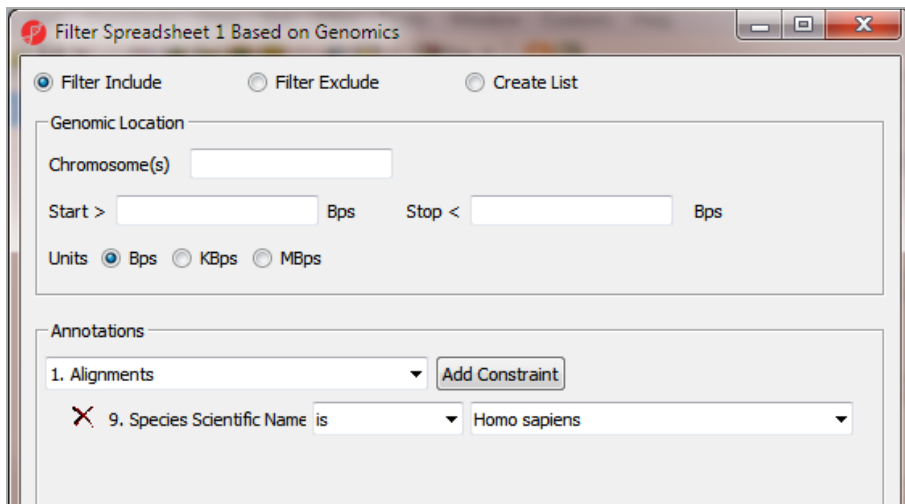 Filter Spreadsheet 1 Based on Genomics
Filter Include Filter Exclude Create List
Genomic Location
Chromosome(s)
Start > Bps Stop < Bps
Units Bps KBps MBps
Annotations
1. Alignments Add Constraint
9. Species Scientific Name is Homo sapiens